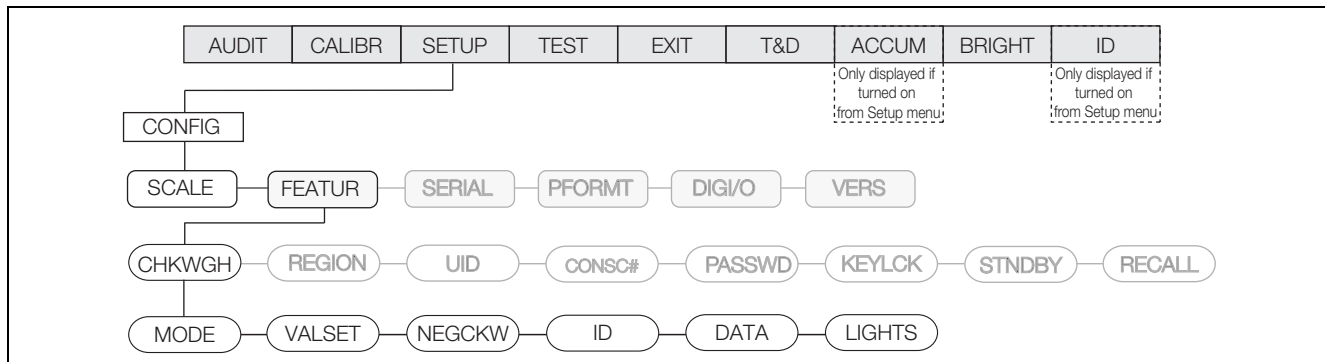 AUDIT CALIBR SETUP TEST EXIT T&D ACCUM BRIGHT ID
Only displayed if turned on from Setup menu
Only displayed if turned on from Setup menu
CONFIG
SCALE FEATUR SERIAL PFORMT DIGI/O VERS
CHKWGH REGION UID CONSC# PASSWD KEYLCK STNDBY RECALL
MODE VALSET NEGCKW ID DATA LIGHTS